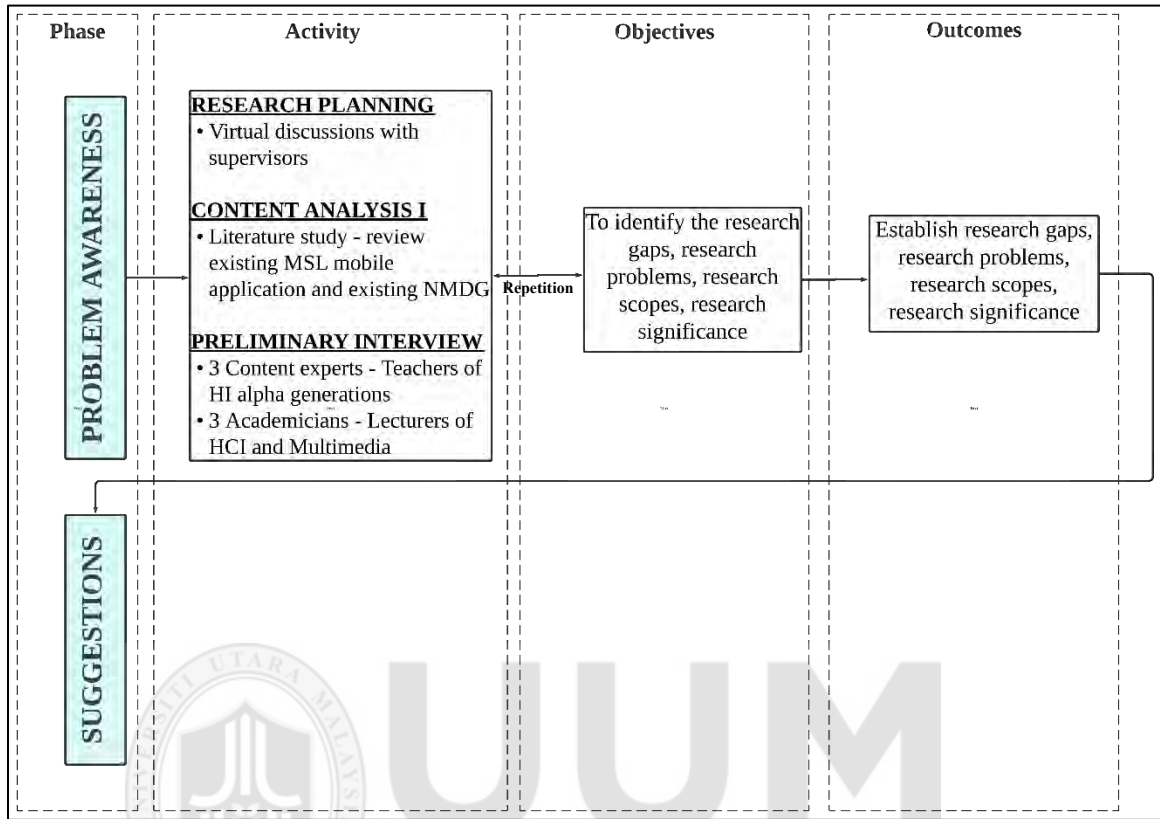 Phase
Activity
Objectives
Outcomes
PROBLEM AWARENESS
RESEARCH PLANNING
• Virtual discussions with
supervisors
CONTENT ANALYSIS I
• Literature study - review
existing MSL mobile
application and existing NMDG
PRELIMINARY INTERVIEW
• 3 Content experts - Teachers of
HI alpha generations
• 3 Academicians - Lecturers of
HCI and Multimedia
Repetition
To identify the research
gaps, research
problems, research
scopes, research
significance
Establish research gaps,
research problems,
research scopes,
research significance
SUGGESTIONS
UNIVERSITI UTARA MALAYSI
UUM